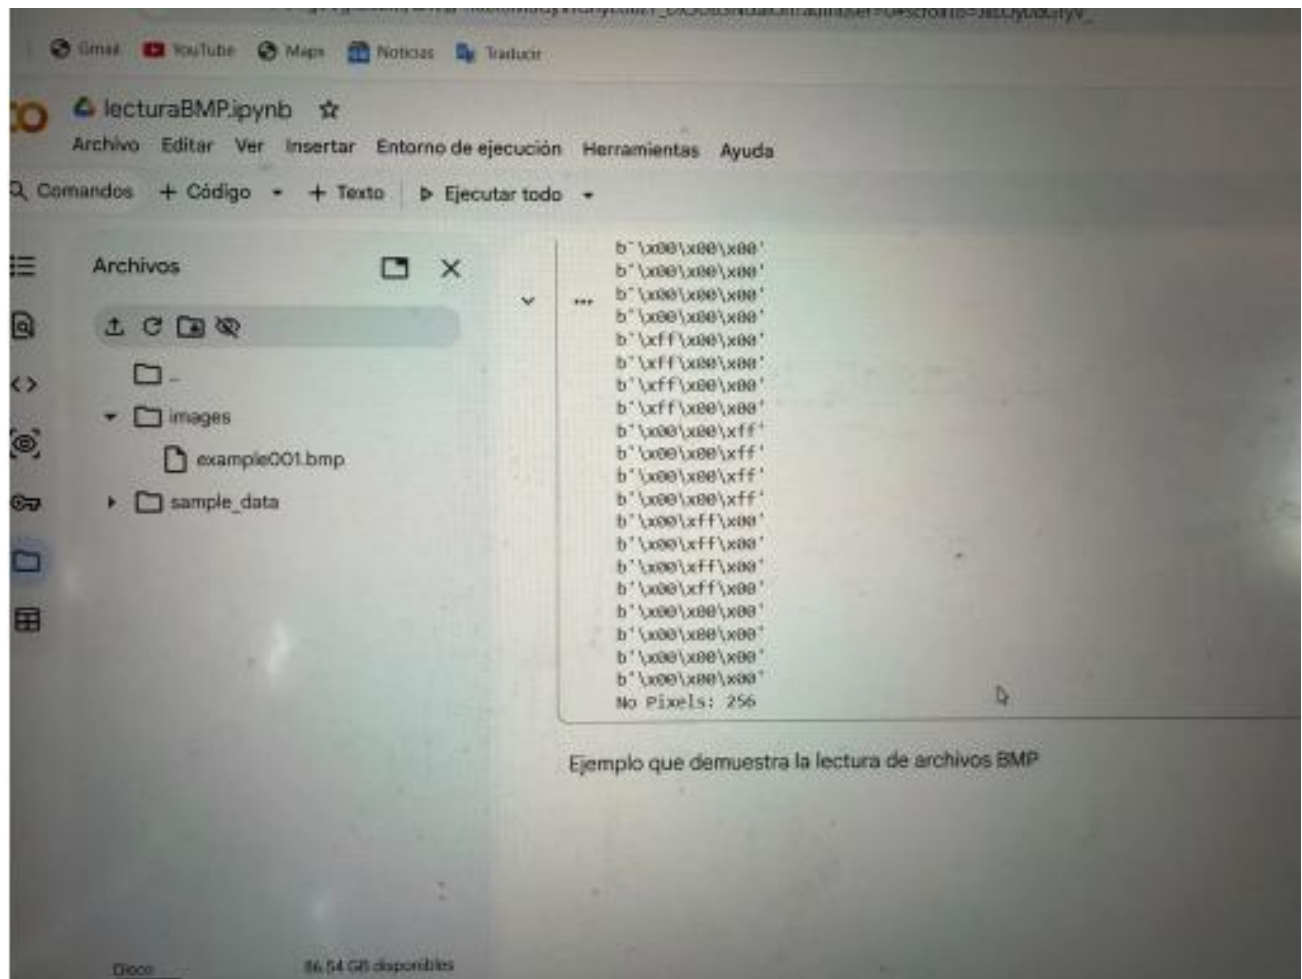 Gmail YouTube Maps Noticias Traducir
CO lecturaBMP.ipynb
Archivo Editar Ver Insertar Entorno de ejecución Herramientas Ayuda
Comandos + Código + Texto Ejecutar todo
Archivos
..
images
example001.bmp
sample_data
Disco 86.54 GB disponibles
b'\x00\x00\x00'
b'\x00\x00\x00'
b'\x00\x00\x00'
b'\x00\x00\x00'
b'\xff\x00\x00'
b'\xff\x00\x00'
b'\xff\x00\x00'
b'\xff\x00\x00'
b'\x00\x00\xff'
b'\x00\x00\xff'
b'\x00\x00\xff'
b'\x00\x00\xff'
b'\x00\xff\x00'
b'\x00\xff\x00'
b'\x00\xff\x00'
b'\x00\xff\x00'
b'\x00\x00\x00'
b'\x00\x00\x00'
b'\x00\x00\x00'
b'\x00\x00\x00'
No Pixels: 256
Ejemplo que demuestra la lectura de archivos BMP